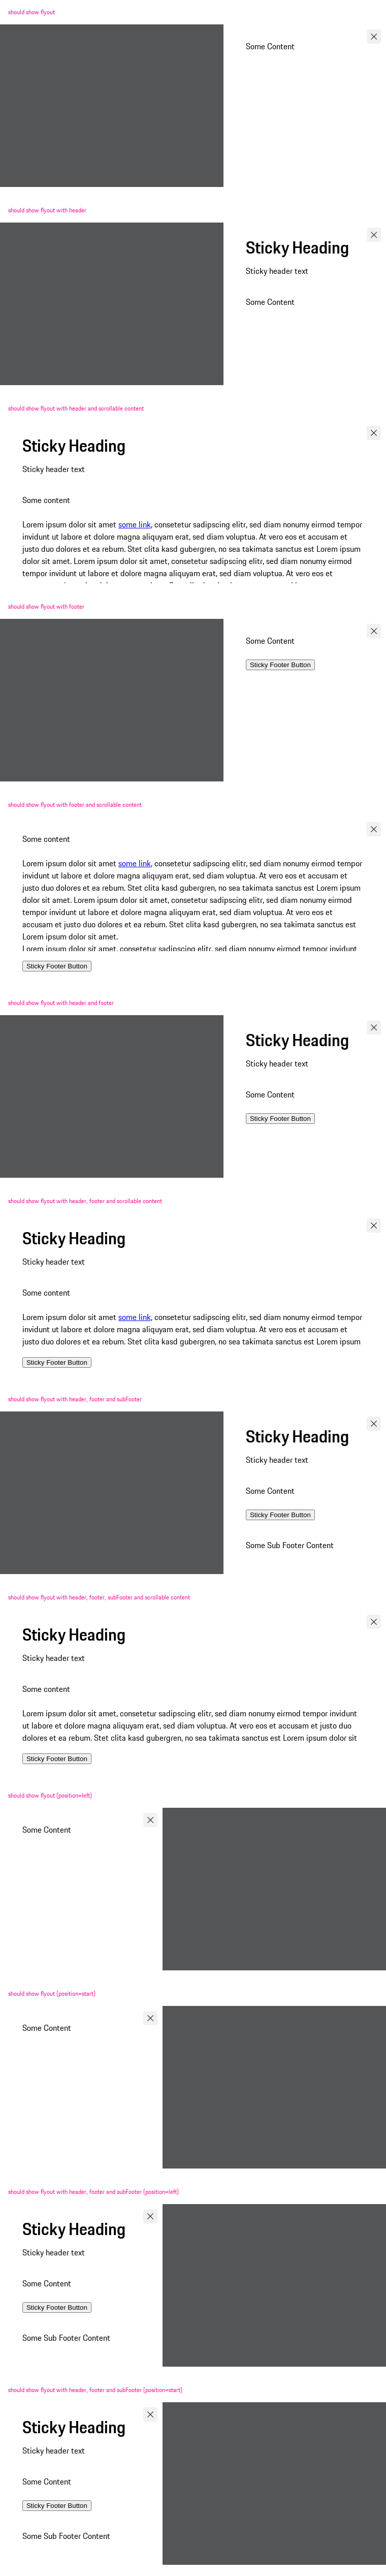 should show flyout
Some Content
should show flyout with header
Sticky Heading
Sticky header text
Some Content
should show flyout with header and scrollable content
Sticky Heading
Sticky header text
Some content
Lorem ipsum dolor sit amet some link, consetetur sadipscing elitr, sed diam nonumy eirmod tempor
invidunt ut labore et dolore magna aliquyam erat, sed diam voluptua. At vero eos et accusam et
justo duo dolores et ea rebum. Stet clita kasd gubergren, no sea takimata sanctus est Lorem ipsum
dolor sit amet. Lorem ipsum dolor sit amet, consetetur sadipscing elitr, sed diam nonumy eirmod
tempor invidunt ut labore et dolore magna aliquyam erat, sed diam voluptua. At vero eos et
should show flyout with footer
Some Content
Sticky Footer Button
should show flyout with footer and scrollable content
Some content
Lorem ipsum dolor sit amet some link, consetetur sadipscing elitr, sed diam nonumy eirmod tempor
invidunt ut labore et dolore magna aliquyam erat, sed diam voluptua. At vero eos et accusam et
justo duo dolores et ea rebum. Stet clita kasd gubergren, no sea takimata sanctus est Lorem ipsum
dolor sit amet. Lorem ipsum dolor sit amet, consetetur sadipscing elitr, sed diam nonumy eirmod
tempor invidunt ut labore et dolore magna aliquyam erat, sed diam voluptua. At vero eos et
accusam et justo duo dolores et ea rebum. Stet clita kasd gubergren, no sea takimata sanctus est
Lorem ipsum dolor sit amet.
Lorem ipsum dolor sit amet, consetetur sadipscing elitr, sed diam nonumy eirmod tempor invidunt
Sticky Footer Button
should show flyout with header and footer
Sticky Heading
Sticky header text
Some Content
Sticky Footer Button
should show flyout with header, footer and scrollable content
Sticky Heading
Sticky header text
Some content
Lorem ipsum dolor sit amet some link, consetetur sadipscing elitr, sed diam nonumy eirmod tempor
invidunt ut labore et dolore magna aliquyam erat, sed diam voluptua. At vero eos et accusam et
justo duo dolores et ea rebum. Stet clita kasd gubergren, no sea takimata sanctus est Lorem ipsum
Sticky Footer Button
should show flyout with header, footer and subFooter
Sticky Heading
Sticky header text
Some Content
Sticky Footer Button
Some Sub Footer Content
should show flyout with header, footer, subFooter and scrollable content
Sticky Heading
Sticky header text
Some content
Lorem ipsum dolor sit amet, consetetur sadipscing elitr, sed diam nonumy eirmod tempor invidunt
ut labore et dolore magna aliquyam erat, sed diam voluptua. At vero eos et accusam et justo duo
dolores et ea rebum. Stet clita kasd gubergren, no sea takimata sanctus est Lorem ipsum dolor sit
Sticky Footer Button
should show flyout (position=left)
Some Content
should show flyout (position=start)
Some Content
should show flyout with header, footer and subFooter (position=left)
Sticky Heading
Sticky header text
Some Content
Sticky Footer Button
Some Sub Footer Content
should show flyout with header, footer and subFooter (position=start)
Sticky Heading
Sticky header text
Some Content
Sticky Footer Button
Some Sub Footer Content